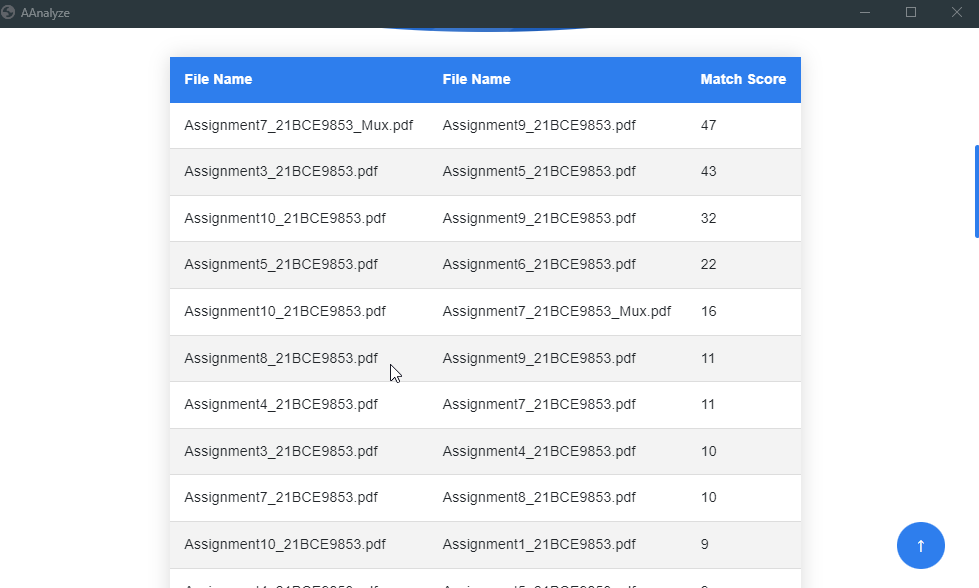 AAnalyze
File Name File Name Match Score
Assignment7_21BCE9853_Mux.pdf Assignment9_21BCE9853.pdf 47
Assignment3_21BCE9853.pdf Assignment5_21BCE9853.pdf 43
Assignment10_21BCE9853.pdf Assignment9_21BCE9853.pdf 32
Assignment5_21BCE9853.pdf Assignment6_21BCE9853.pdf 22
Assignment10_21BCE9853.pdf Assignment7_21BCE9853_Mux.pdf 16
Assignment8_21BCE9853.pdf Assignment9_21BCE9853.pdf 11
Assignment4_21BCE9853.pdf Assignment7_21BCE9853.pdf 11
Assignment3_21BCE9853.pdf Assignment4_21BCE9853.pdf 10
Assignment7_21BCE9853.pdf Assignment8_21BCE9853.pdf 10
Assignment10_21BCE9853.pdf Assignment1_21BCE9853.pdf 9